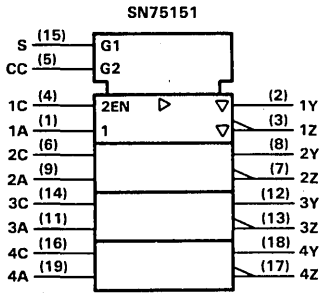 SN75151
S (15) G1
CC (5) G2
1C (4) 2EN ▷ ▽ (2) 1Y
1A (1) 1 ▽ (3) 1Z
2C (6) (8) 2Y
2A (9) (7) 2Z
3C (14) (12) 3Y
3A (11) (13) 3Z
4C (16) (18) 4Y
4A (19) (17) 4Z